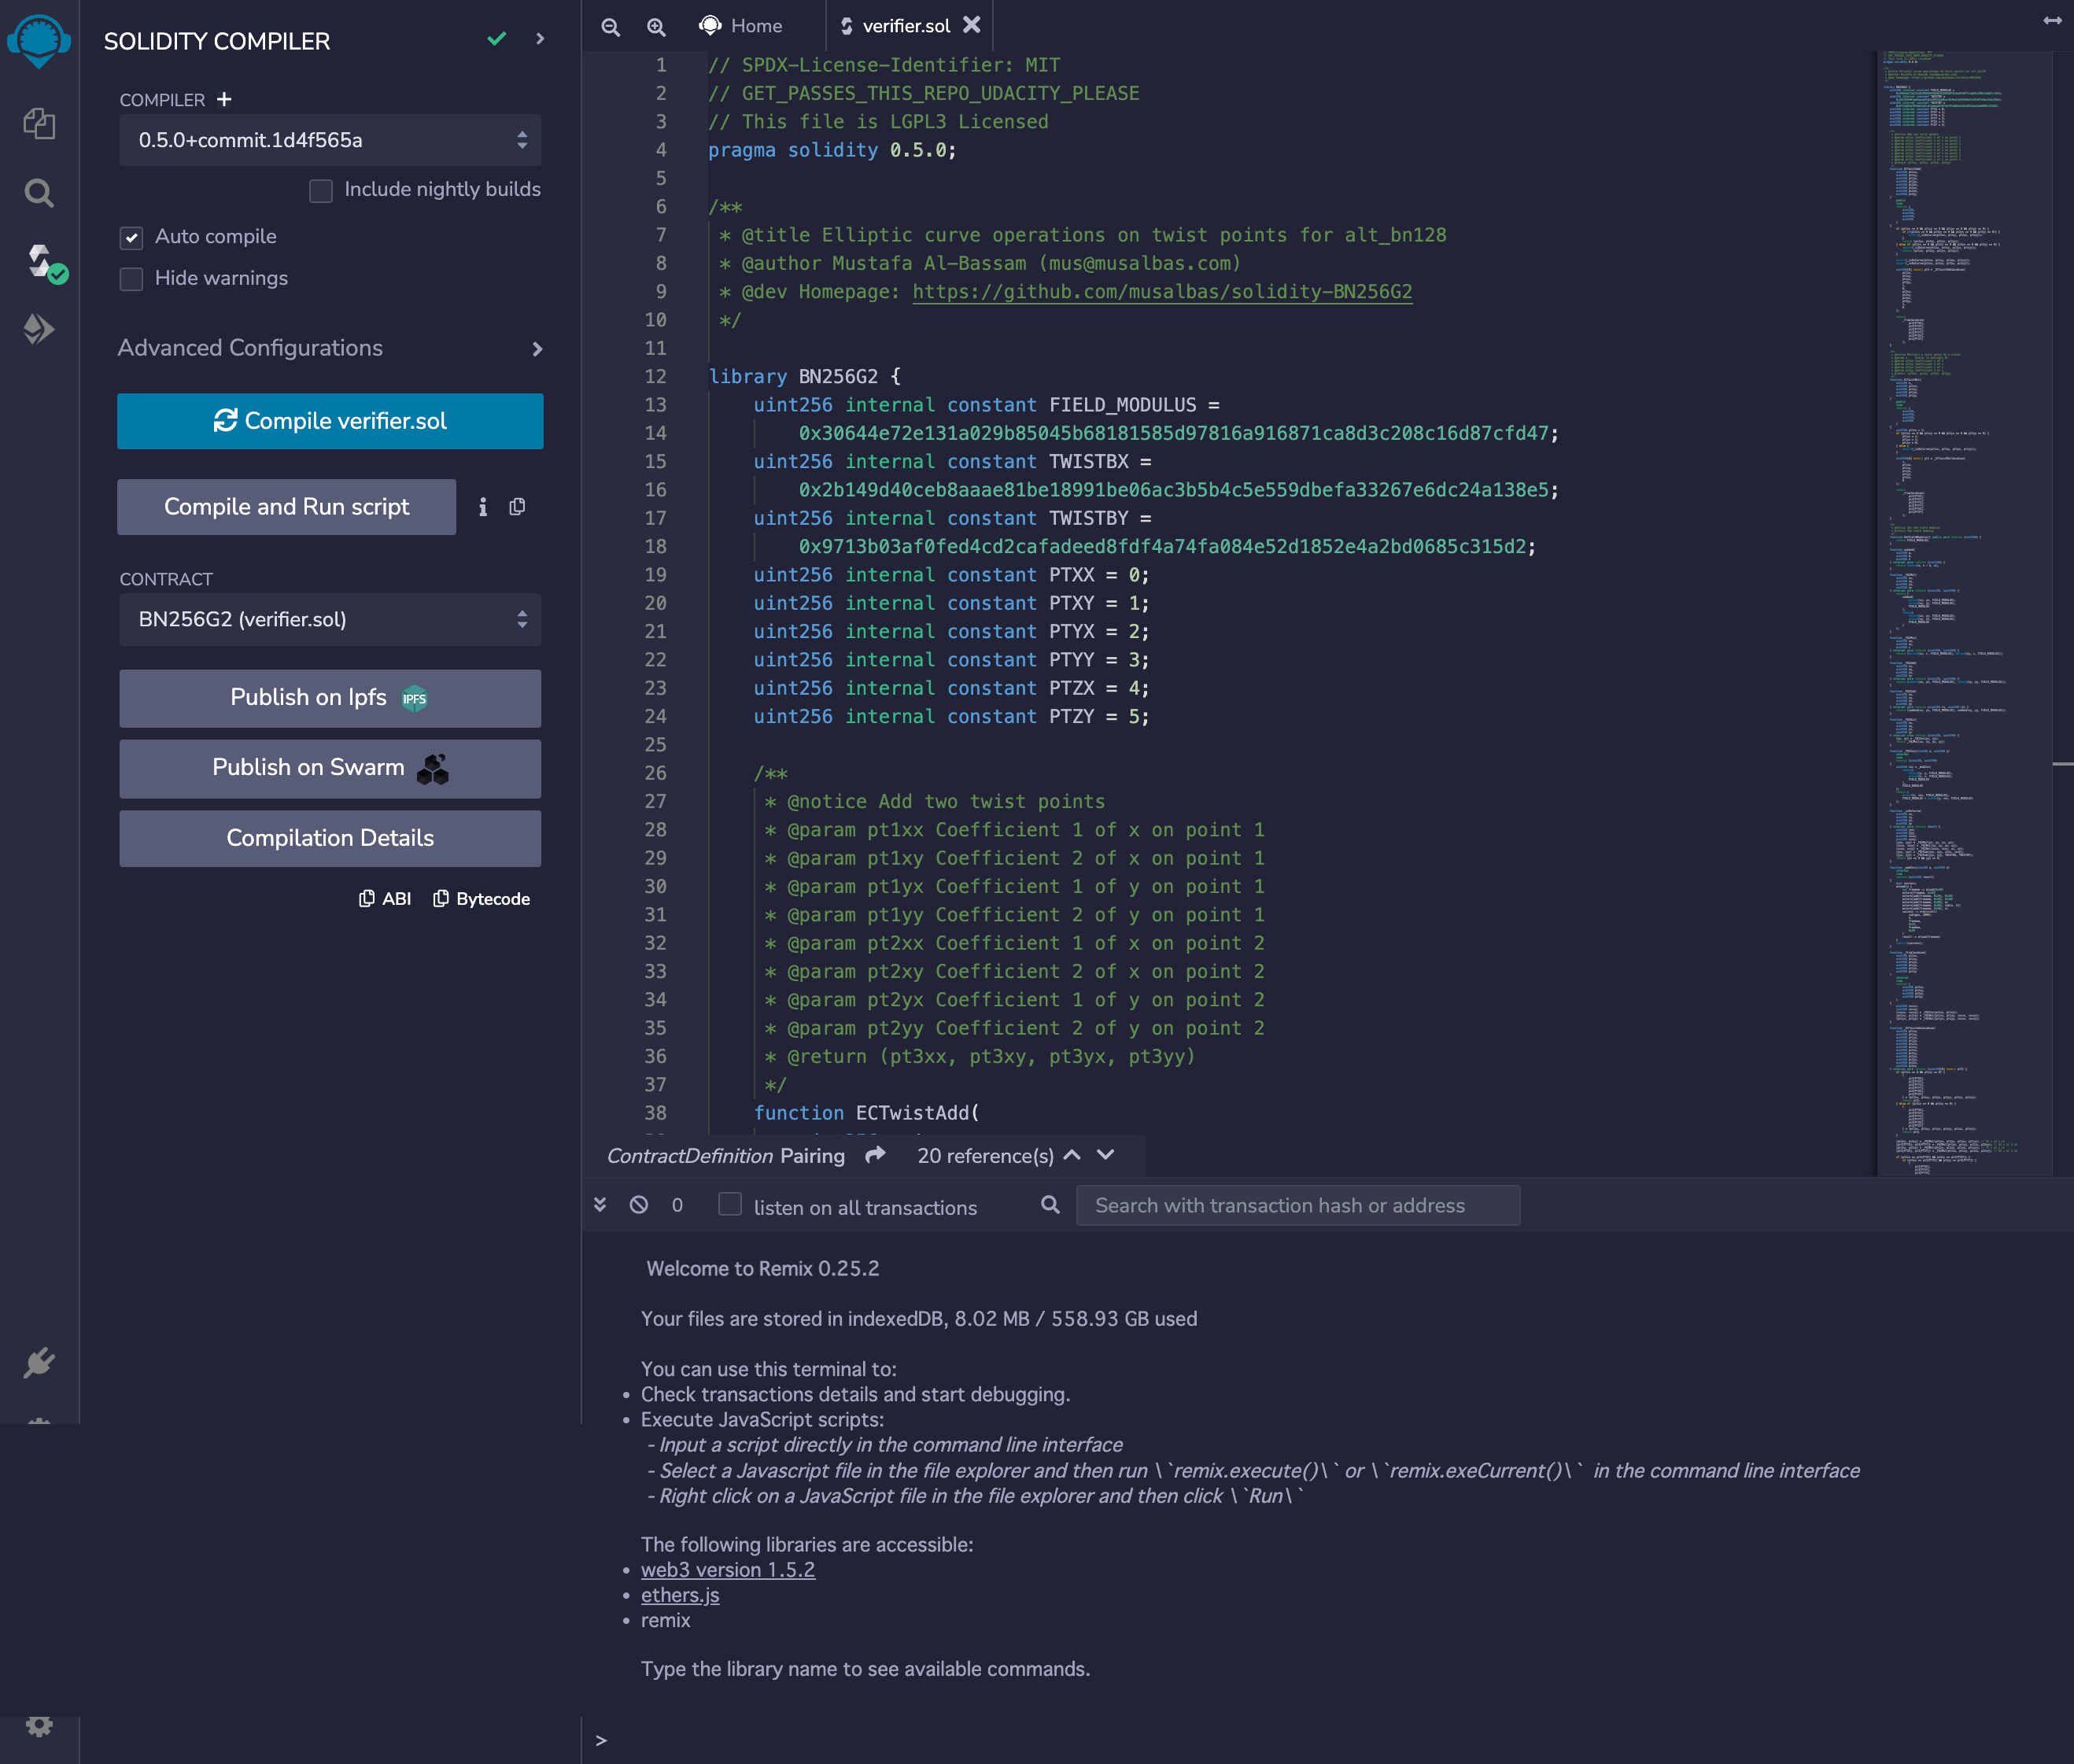 SOLIDITY COMPILER
COMPILER +
0.5.0+commit.1d4f565a
Include nightly builds
Auto compile
Hide warnings
Advanced Configurations
Compile verifier.sol
Compile and Run script
CONTRACT
BN256G2 (verifier.sol)
Publish on Ipfs IPFS
Publish on Swarm
Compilation Details
ABI Bytecode
Home verifier.sol
1 // SPDX-License-Identifier: MIT
2 // GET_PASSES_THIS_REPO_UDACITY_PLEASE
3 // This file is LGPL3 Licensed
4 pragma solidity 0.5.0;
5
6 /**
7 * @title Elliptic curve operations on twist points for alt_bn128
8 * @author Mustafa Al-Bassam (mus@musalbas.com)
9 * @dev Homepage: https://github.com/musalbas/solidity-BN256G2
10 */
11
12 library BN256G2 {
13 uint256 internal constant FIELD_MODULUS =
14 0x30644e72e131a029b85045b68181585d97816a916871ca8d3c208c16d87cfd47;
15 uint256 internal constant TWISTBX =
16 0x2b149d40ceb8aaae81be18991be06ac3b5b4c5e559dbefa33267e6dc24a138e5;
17 uint256 internal constant TWISTBY =
18 0x9713b03af0fed4cd2cafadeed8fdf4a74fa084e52d1852e4a2bd0685c315d2;
19 uint256 internal constant PTXX = 0;
20 uint256 internal constant PTXY = 1;
21 uint256 internal constant PTYX = 2;
22 uint256 internal constant PTYY = 3;
23 uint256 internal constant PTZX = 4;
24 uint256 internal constant PTZY = 5;
25
26 /**
27 * @notice Add two twist points
28 * @param pt1xx Coefficient 1 of x on point 1
29 * @param pt1xy Coefficient 2 of x on point 1
30 * @param pt1yx Coefficient 1 of y on point 1
31 * @param pt1yy Coefficient 2 of y on point 1
32 * @param pt2xx Coefficient 1 of x on point 2
33 * @param pt2xy Coefficient 2 of x on point 2
34 * @param pt2yx Coefficient 1 of y on point 2
35 * @param pt2yy Coefficient 2 of y on point 2
36 * @return (pt3xx, pt3xy, pt3yx, pt3yy)
37 */
38 function ECTwistAdd(
ContractDefinition Pairing 20 reference(s)
0 listen on all transactions Search with transaction hash or address
Welcome to Remix 0.25.2
Your files are stored in indexedDB, 8.02 MB / 558.93 GB used
You can use this terminal to:
• Check transactions details and start debugging.
• Execute JavaScript scripts:
- Input a script directly in the command line interface
- Select a Javascript file in the file explorer and then run \`remix.execute()\` or \`remix.exeCurrent()\` in the command line interface
- Right click on a JavaScript file in the file explorer and then click \`Run\`
The following libraries are accessible:
• web3 version 1.5.2
• ethers.js
• remix
Type the library name to see available commands.
>